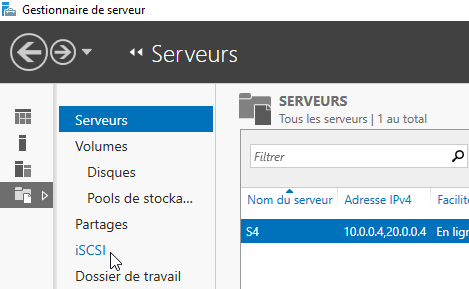 Gestionnaire de serveur
Serveurs
Serveurs
Volumes
Disques
Pools de stocka...
Partages
iSCSI
Dossier de travail
SERVEURS
Tous les serveurs | 1 au total
Filtrer
Nom du serveur Adresse IPv4 Facilité
S4 10.0.0.4,20.0.0.4 En lign